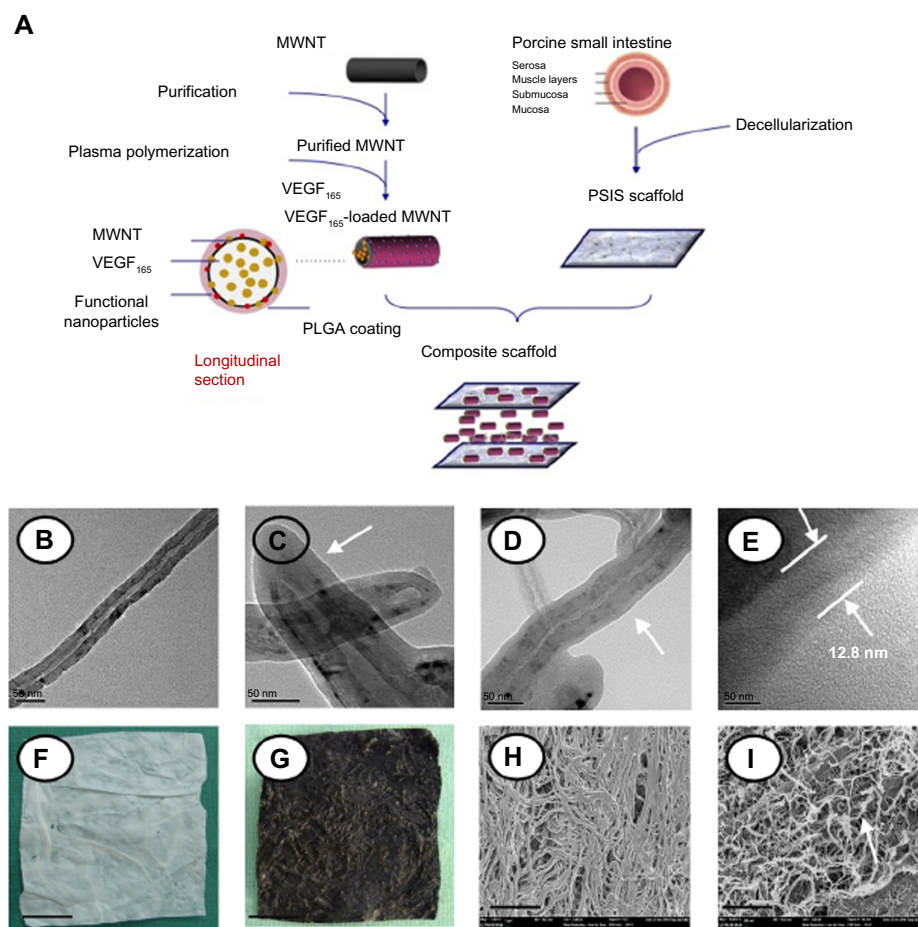 A
MWNT
Purification
Purified MWNT
Plasma polymerization
VEGF165
VEGF165-loaded MWNT
MWNT
VEGF165
Functional
nanoparticles
PLGA coating
Longitudinal
section
Porcine small intestine
Serosa
Muscle layers
Submucosa
Mucosa
Decellularization
PSIS scaffold
Composite scaffold
B
50 nm
C
50 nm
D
50 nm
E
12.8 nm
50 nm
F
G
H
I